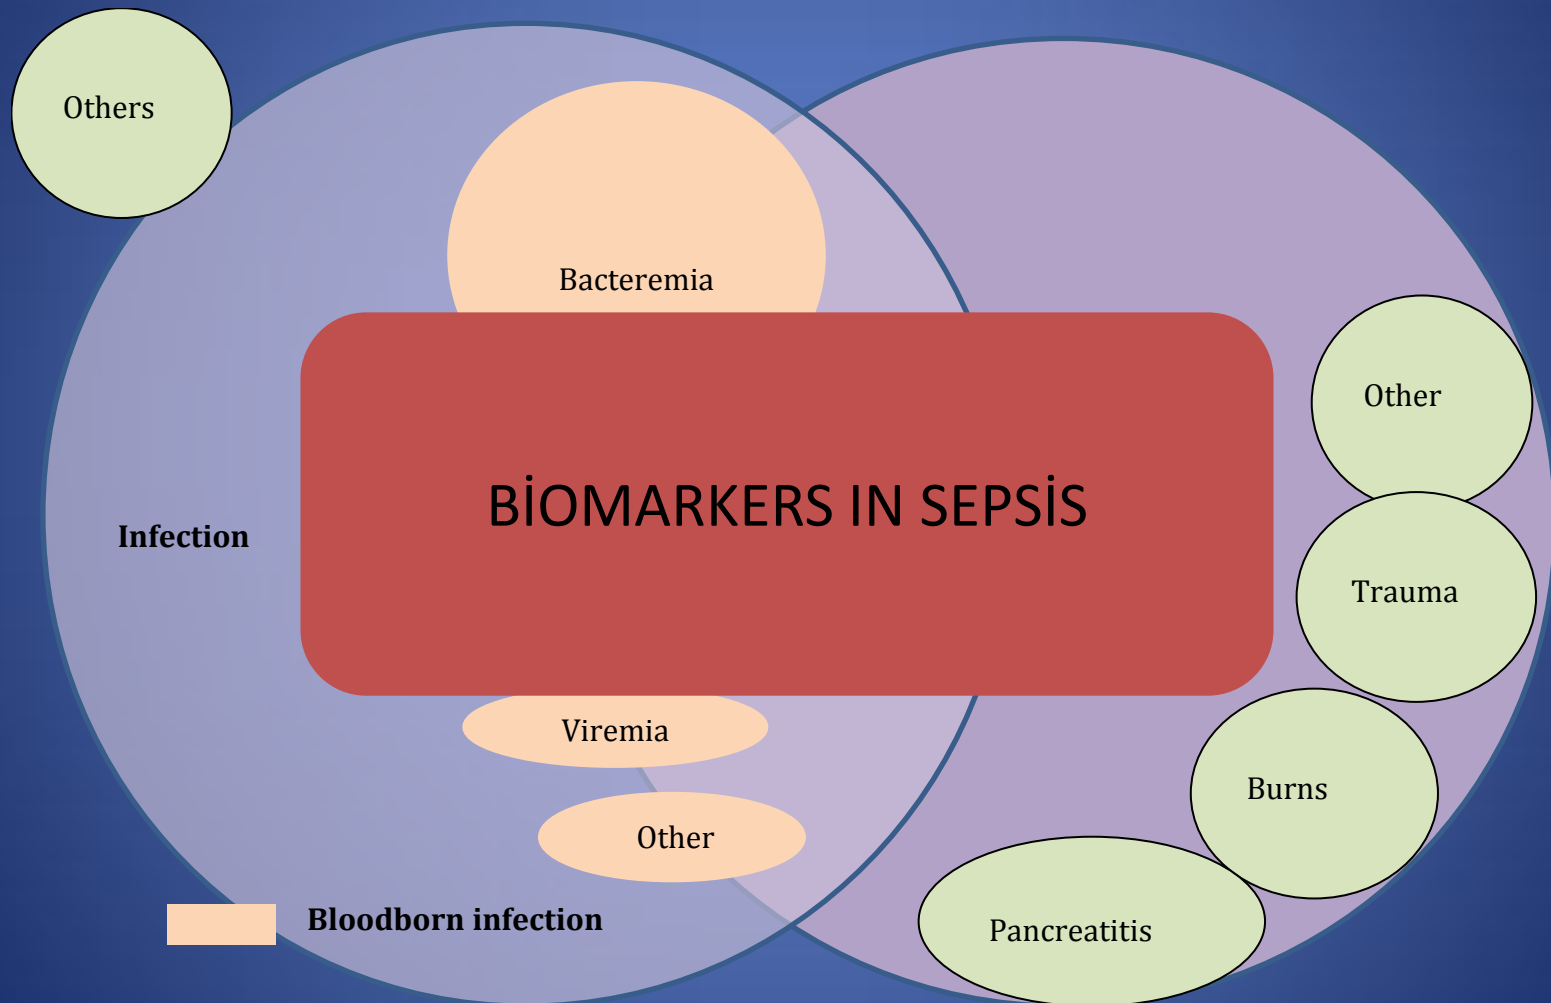 Others
Bacteremia
Other
BİOMARKERS IN SEPSİS
Infection
Trauma
Viremia
Burns
Other
Bloodborn infection
Pancreatitis